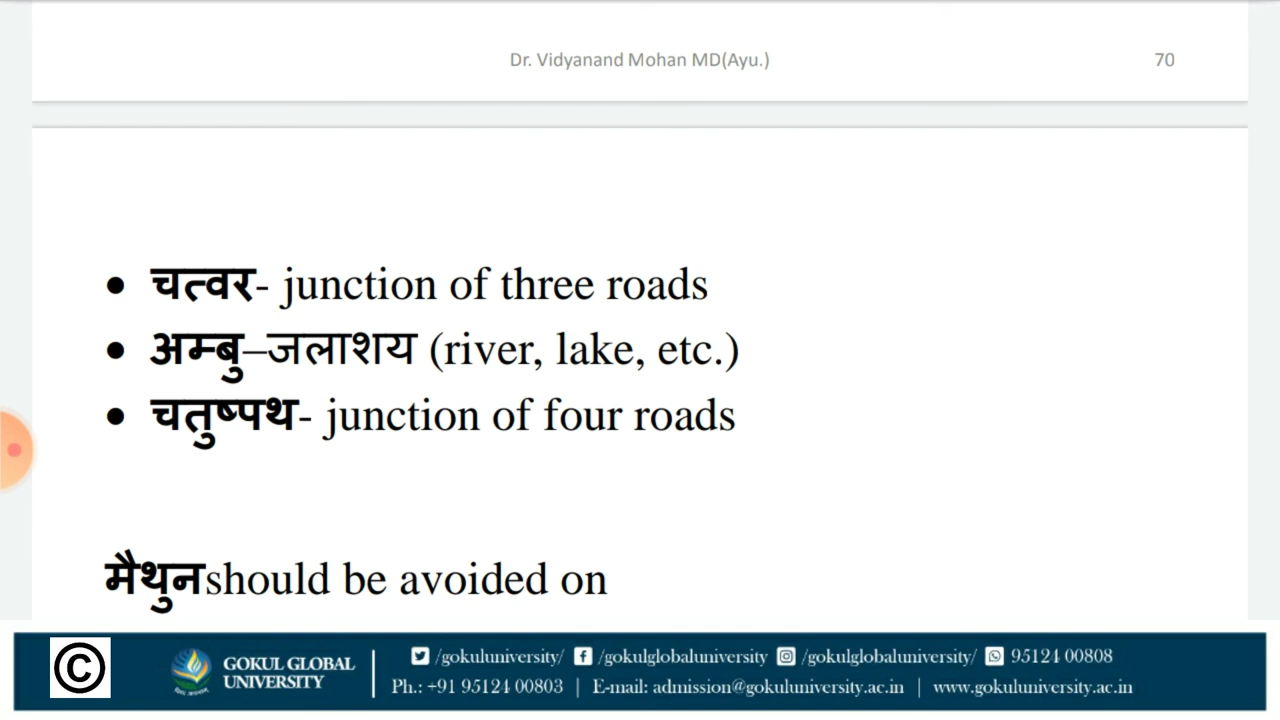 Dr. Vidyanand Mohan MD(Ayu.) 70
• चत्वर- junction of three roads
• अम्बु–जलाशय (river, lake, etc.)
• चतुष्पथ- junction of four roads
मैथुनshould be avoided on
©
GOKUL GLOBAL
UNIVERSITY
/gokuluniversity/ /gokulglobaluniversity /gokulglobaluniversity/ 95124 00808
Ph.: +91 95124 00803 | E-mail: admission@gokuluniversity.ac.in | www.gokuluniversity.ac.in